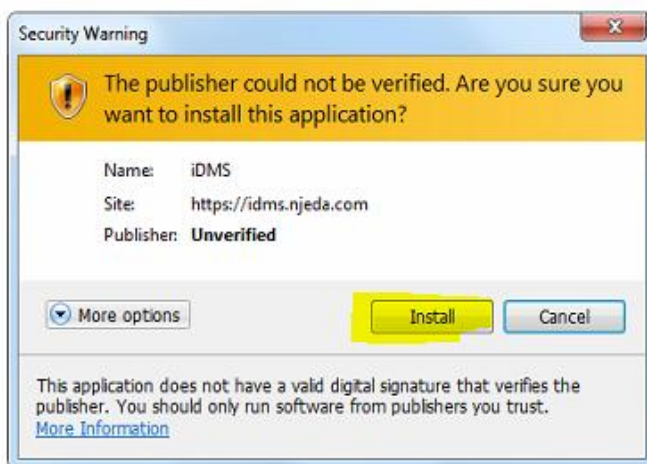 Security Warning
The publisher could not be verified. Are you sure you
want to install this application?
Name: iDMS
Site: https://idms.njeda.com
Publisher: Unverified
More options Install Cancel
This application does not have a valid digital signature that verifies the
publisher. You should only run software from publishers you trust.
More Information